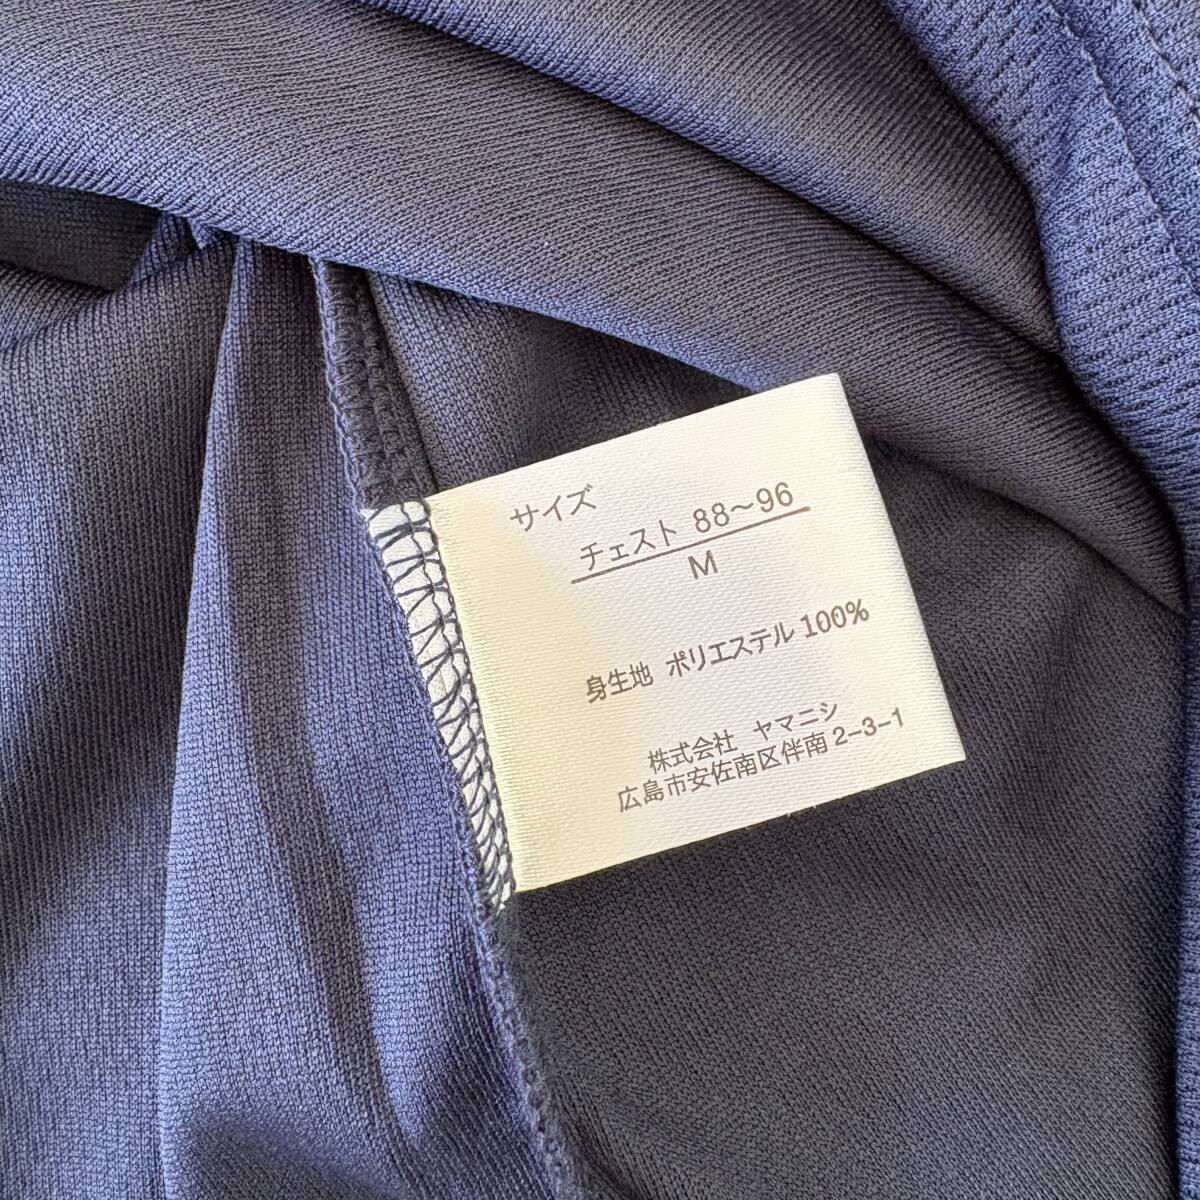 サイズ
チェスト 88～96
M
身生地 ポリエステル 100%
株式会社 ヤマニシ
広島市安佐南区伴南2-3-1